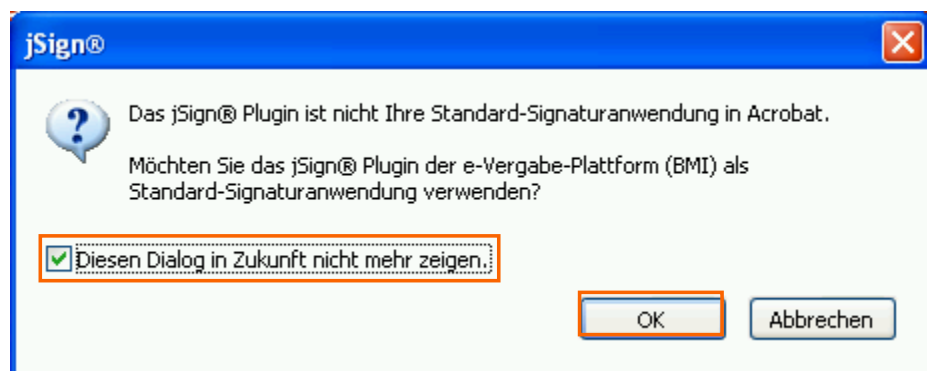 jSign®
Das jSign® Plugin ist nicht Ihre Standard-Signaturanwendung in Acrobat.
Möchten Sie das jSign® Plugin der e-Vergabe-Plattform (BMI) als
Standard-Signaturanwendung verwenden?
Diesen Dialog in Zukunft nicht mehr zeigen.
OK Abbrechen